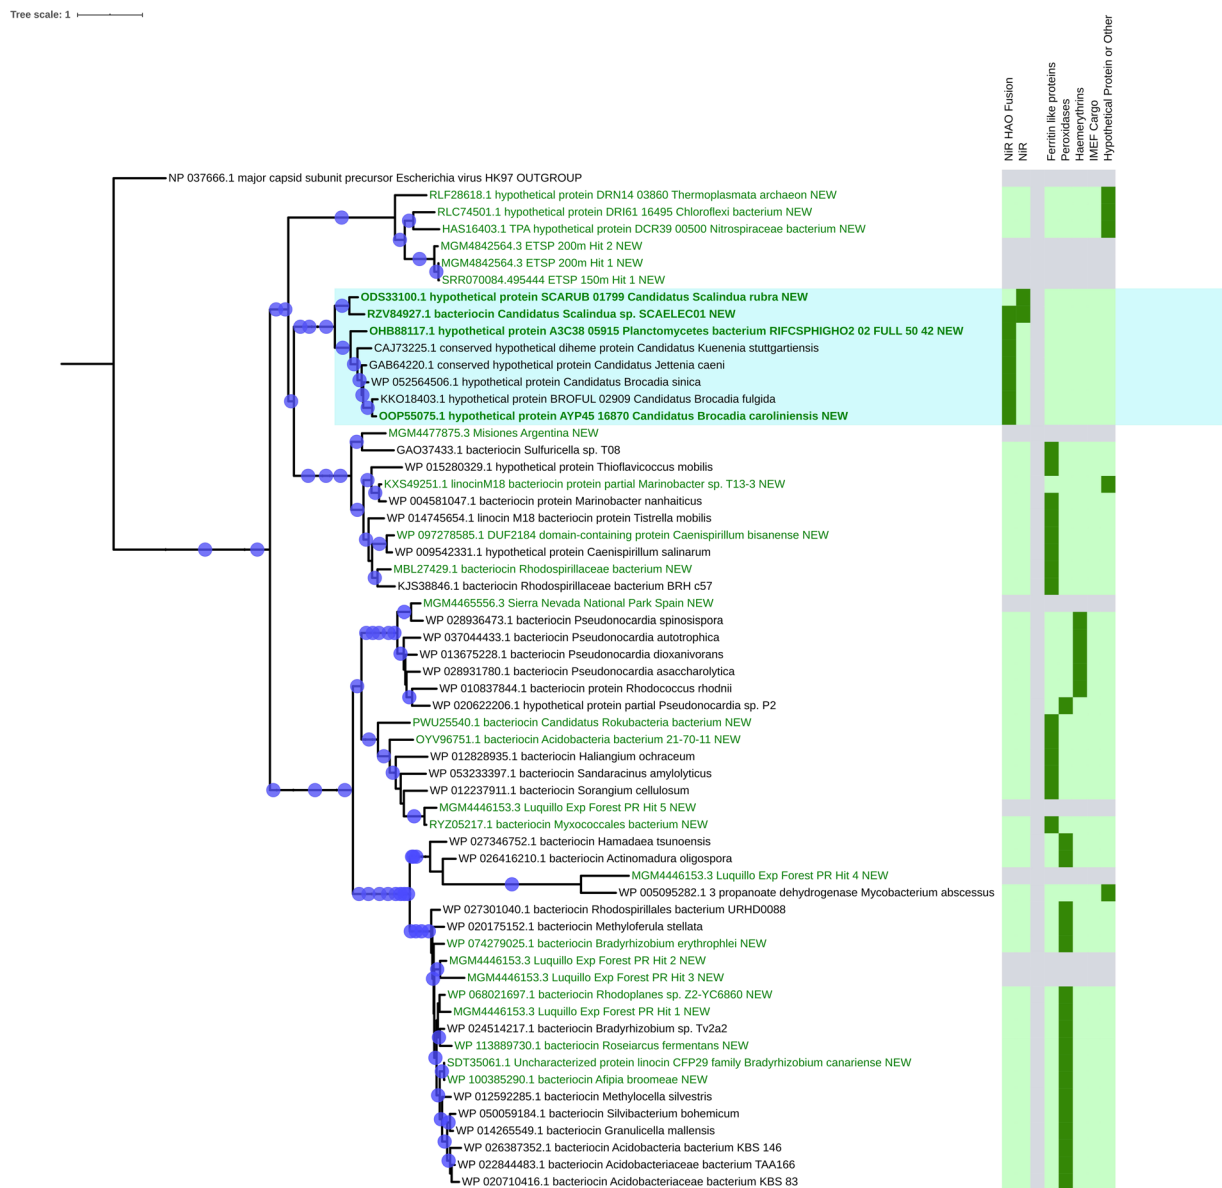 Tree scale: 1
NiR HAO Fusion
NiR
Ferritin like proteins
Peroxidases
Haemerythrins
IMEF Cargo
Hypothetical Protein or Other
NP 037666.1 major capsid subunit precursor Escherichia virus HK97 OUTGROUP
RLF28618.1 hypothetical protein DRN14 03860 Thermoplasmata archaeon NEW
RLC74501.1 hypothetical protein DRI61 16495 Chloroflexi bacterium NEW
HAS16403.1 TPA hypothetical protein DCR39 00500 Nitrospiraceae bacterium NEW
MGM4842564.3 ETSP 200m Hit 2 NEW
MGM4842564.3 ETSP 200m Hit 1 NEW
SRR070084.495444 ETSP 150m Hit 1 NEW
ODS33100.1 hypothetical protein SCARUB 01799 Candidatus Scalindua rubra NEW
RZV84927.1 bacteriocin Candidatus Scalindua sp. SCAELEC01 NEW
OHB88117.1 hypothetical protein A3C38 05915 Planctomycetes bacterium RIFCSPHIGHO2 02 FULL 50 42 NEW
CAJ73225.1 conserved hypothetical diheme protein Candidatus Kuenenia stuttgartiensis
GAB64220.1 conserved hypothetical protein Candidatus Jettenia caeni
WP 052564506.1 hypothetical protein Candidatus Brocadia sinica
KKO18403.1 hypothetical protein BROFUL 02909 Candidatus Brocadia fulgida
OOP55075.1 hypothetical protein AYP45 16870 Candidatus Brocadia caroliniensis NEW
MGM4477875.3 Misiones Argentina NEW
GAO37433.1 bacteriocin Sulfuricella sp. T08
WP 015280329.1 hypothetical protein Thioflavicoccus mobilis
KXS49251.1 linocinM18 bacteriocin protein partial Marinobacter sp. T13-3 NEW
WP 004581047.1 bacteriocin protein Marinobacter nanhaiticus
WP 014745654.1 linocin M18 bacteriocin protein Tistrella mobilis
WP 097278585.1 DUF2184 domain-containing protein Caenispirillum bisanense NEW
WP 009542331.1 hypothetical protein Caenispirillum salinarum
MBL27429.1 bacteriocin Rhodospirillaceae bacterium NEW
KJS38846.1 bacteriocin Rhodospirillaceae bacterium BRH c57
MGM4465556.3 Sierra Nevada National Park Spain NEW
WP 028936473.1 bacteriocin Pseudonocardia spinosispora
WP 037044433.1 bacteriocin Pseudonocardia autotrophica
WP 013675228.1 bacteriocin Pseudonocardia dioxanivorans
WP 028931780.1 bacteriocin Pseudonocardia asaccharolytica
WP 010837844.1 bacteriocin protein Rhodococcus rhodnii
WP 020622206.1 hypothetical protein partial Pseudonocardia sp. P2
PWU25540.1 bacteriocin Candidatus Rokubacteria bacterium NEW
OYV96751.1 bacteriocin Acidobacteria bacterium 21-70-11 NEW
WP 012828935.1 bacteriocin Haliangium ochraceum
WP 053233397.1 bacteriocin Sandaracinus amylolyticus
WP 012237911.1 bacteriocin Sorangium cellulosum
MGM4446153.3 Luquillo Exp Forest PR Hit 5 NEW
RYZ05217.1 bacteriocin Myxococcales bacterium NEW
WP 027346752.1 bacteriocin Hamadaea tsunoensis
WP 026416210.1 bacteriocin Actinomadura oligospora
MGM4446153.3 Luquillo Exp Forest PR Hit 4 NEW
WP 005095282.1 3 propanoate dehydrogenase Mycobacterium abscessus
WP 027301040.1 bacteriocin Rhodospirillales bacterium URHD0088
WP 020175152.1 bacteriocin Methyloferula stellata
WP 074279025.1 bacteriocin Bradyrhizobium erythrophlei NEW
MGM4446153.3 Luquillo Exp Forest PR Hit 2 NEW
MGM4446153.3 Luquillo Exp Forest PR Hit 3 NEW
WP 068021697.1 bacteriocin Rhodoplanes sp. Z2-YC6860 NEW
MGM4446153.3 Luquillo Exp Forest PR Hit 1 NEW
WP 024514217.1 bacteriocin Bradyrhizobium sp. Tv2a2
WP 113889730.1 bacteriocin Roseiarcus fermentans NEW
SDT35061.1 Uncharacterized protein linocin CFP29 family Bradyrhizobium canariense NEW
WP 100385290.1 bacteriocin Afipia broomeae NEW
WP 012592285.1 bacteriocin Methylocella silvestris
WP 050059184.1 bacteriocin Silvibacterium bohemicum
WP 014265549.1 bacteriocin Granulicella mallensis
WP 026387352.1 bacteriocin Acidobacteria bacterium KBS 146
WP 022844483.1 bacteriocin Acidobacteriaceae bacterium TAA166
WP 020710416.1 bacteriocin Acidobacteriaceae bacterium KBS 83